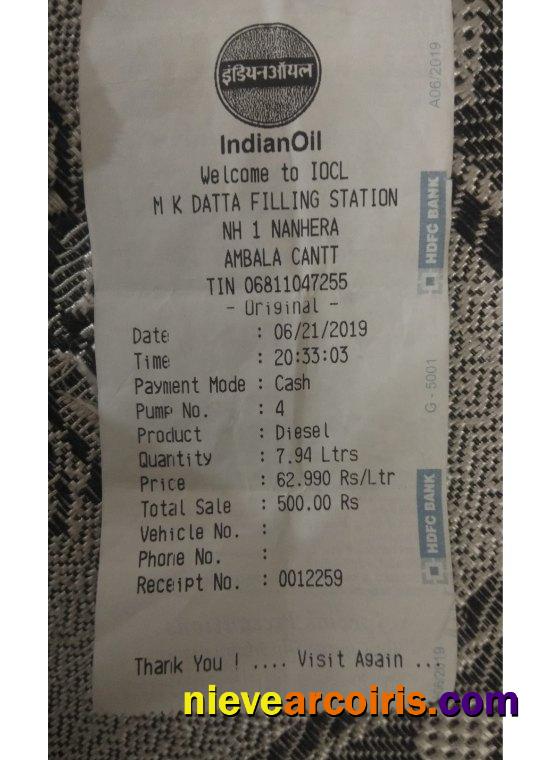 इंडियनऑयल
IndianOil
Welcome to IOCL
M K DATTA FILLING STATION
NH 1 NANHERA
AMBALA CANTT
TIN 06811047255
- Original -
Date : 06/21/2019
Time : 20:33:03
Payment Mode : Cash
Pump No. : 4
Product : Diesel
Quantity : 7.94 Ltrs
Price : 62.990 Rs/Ltr
Total Sale : 500.00 Rs
Vehicle No. :
Phone No. :
Receipt No. : 0012259
Thank You ! .... Visit Again ...
A06/2019
HDFC BANK
G - 5001
HDFC BANK
6/2019
nievearcoiris.com